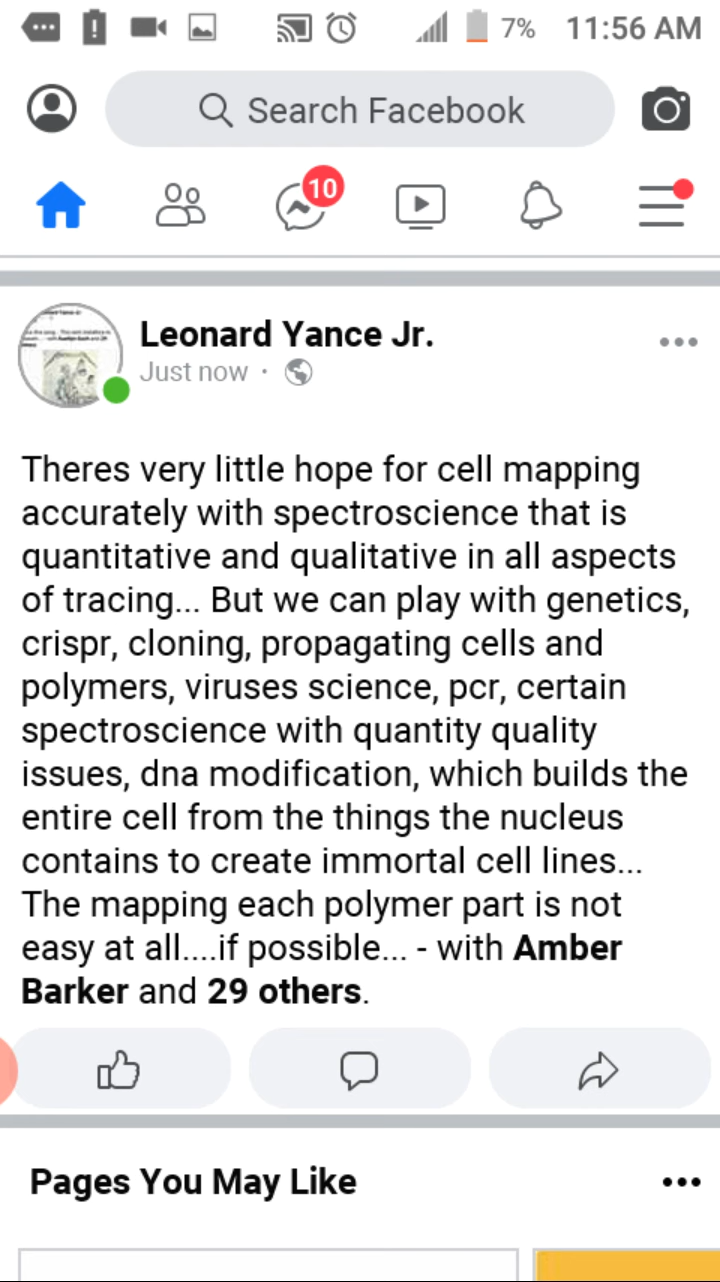 7% 11:56 AM
Search Facebook
10
Leonard Yance Jr.
Just now ·
Theres very little hope for cell mapping
accurately with spectroscience that is
quantitative and qualitative in all aspects
of tracing... But we can play with genetics,
crispr, cloning, propagating cells and
polymers, viruses science, pcr, certain
spectroscience with quantity quality
issues, dna modification, which builds the
entire cell from the things the nucleus
contains to create immortal cell lines...
The mapping each polymer part is not
easy at all....if possible... - with Amber
Barker and 29 others.
Pages You May Like